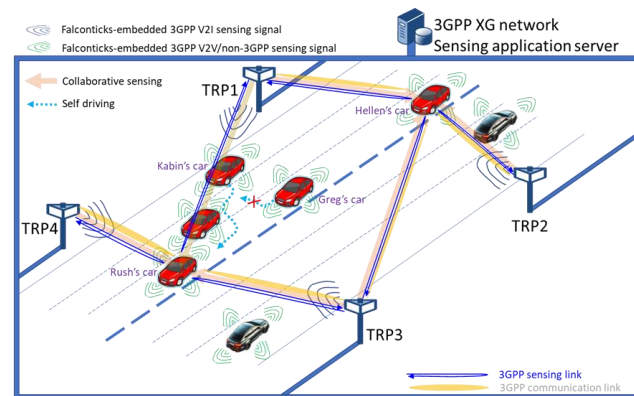 Falconticks-embedded 3GPP V2I sensing signal
Falconticks-embedded 3GPP V2V/non-3GPP sensing signal
3GPP XG network
Sensing application server
Collaborative sensing
Self driving
TRP1
Hellen's car
Kabin's car
Greg's car
TRP2
TRP4
Rush's car
TRP3
3GPP sensing link
3GPP communication link